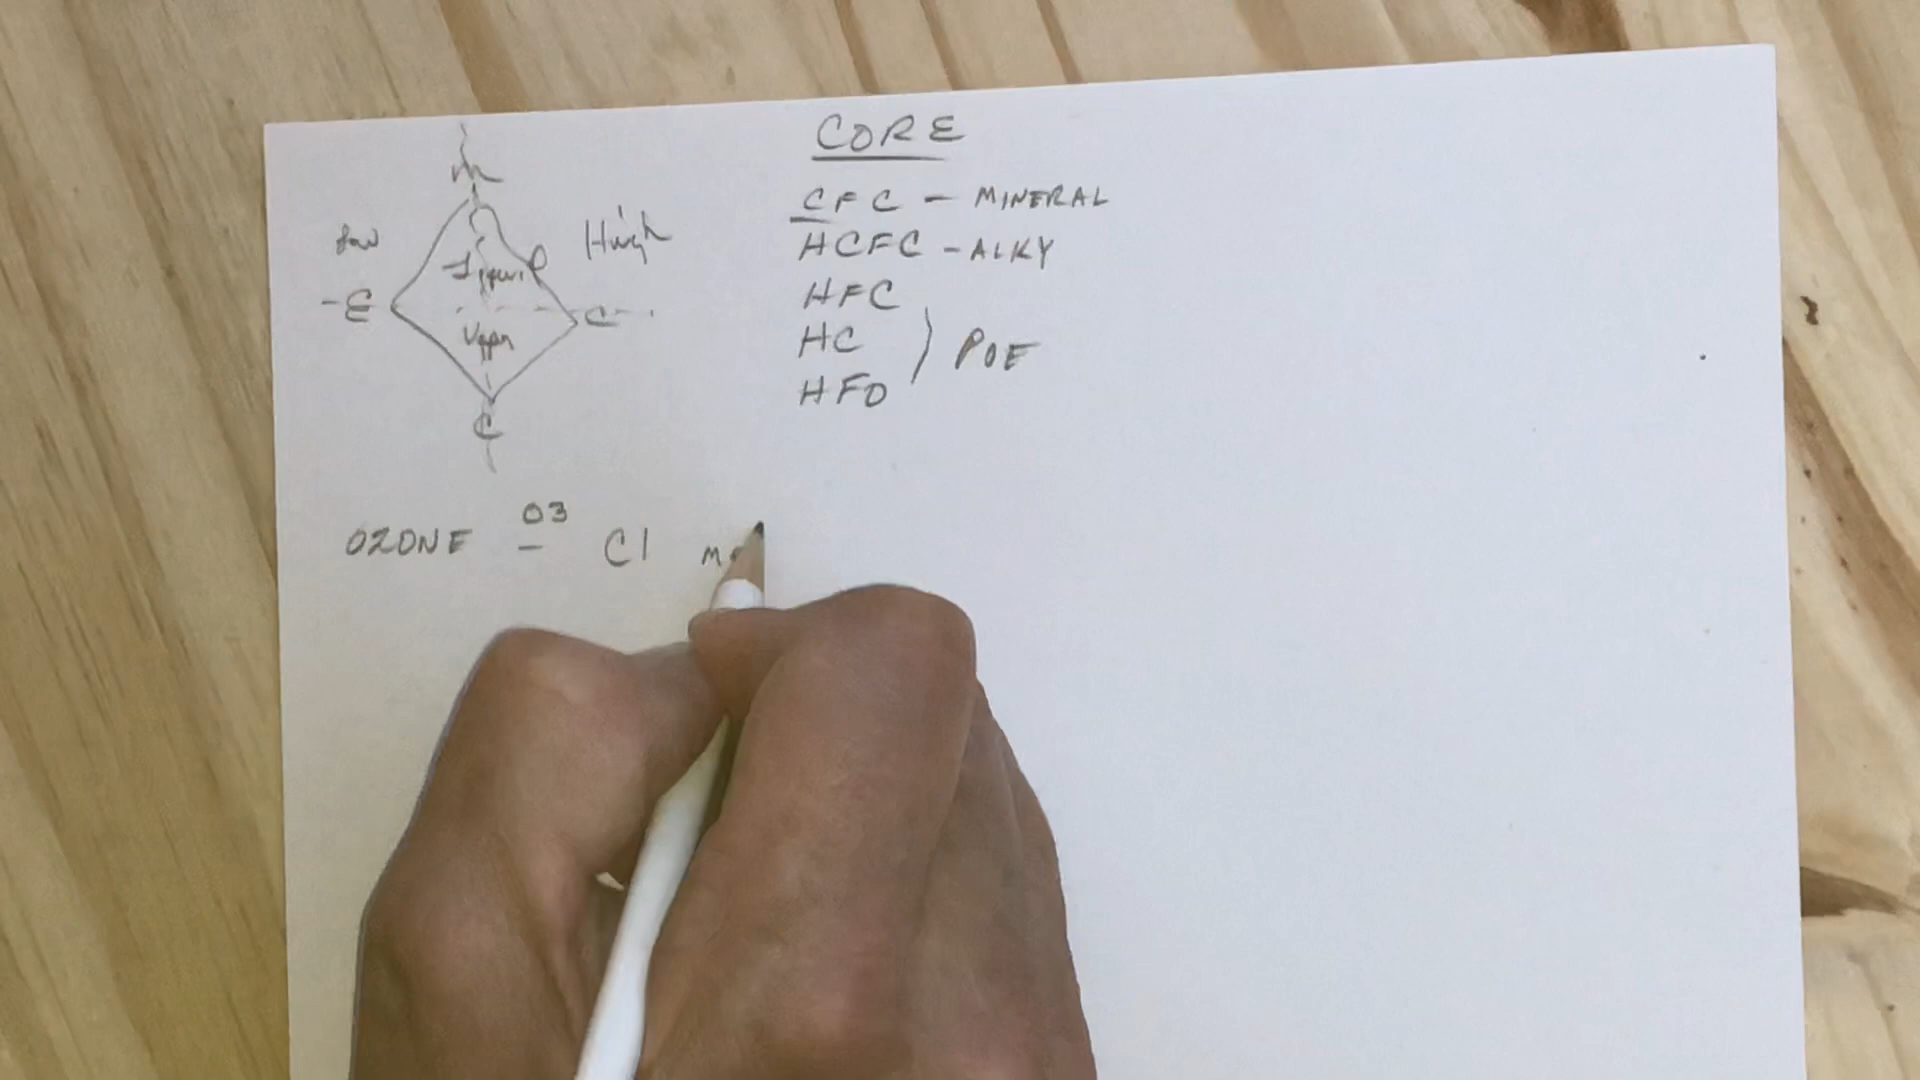 CORE
CFC - MINERAL
HCFC - ALKY
HFC
HC
HFO
} POE
m
Low
High
Liquid
-E
C--
Vapor
C
OZONE - O3 Cl